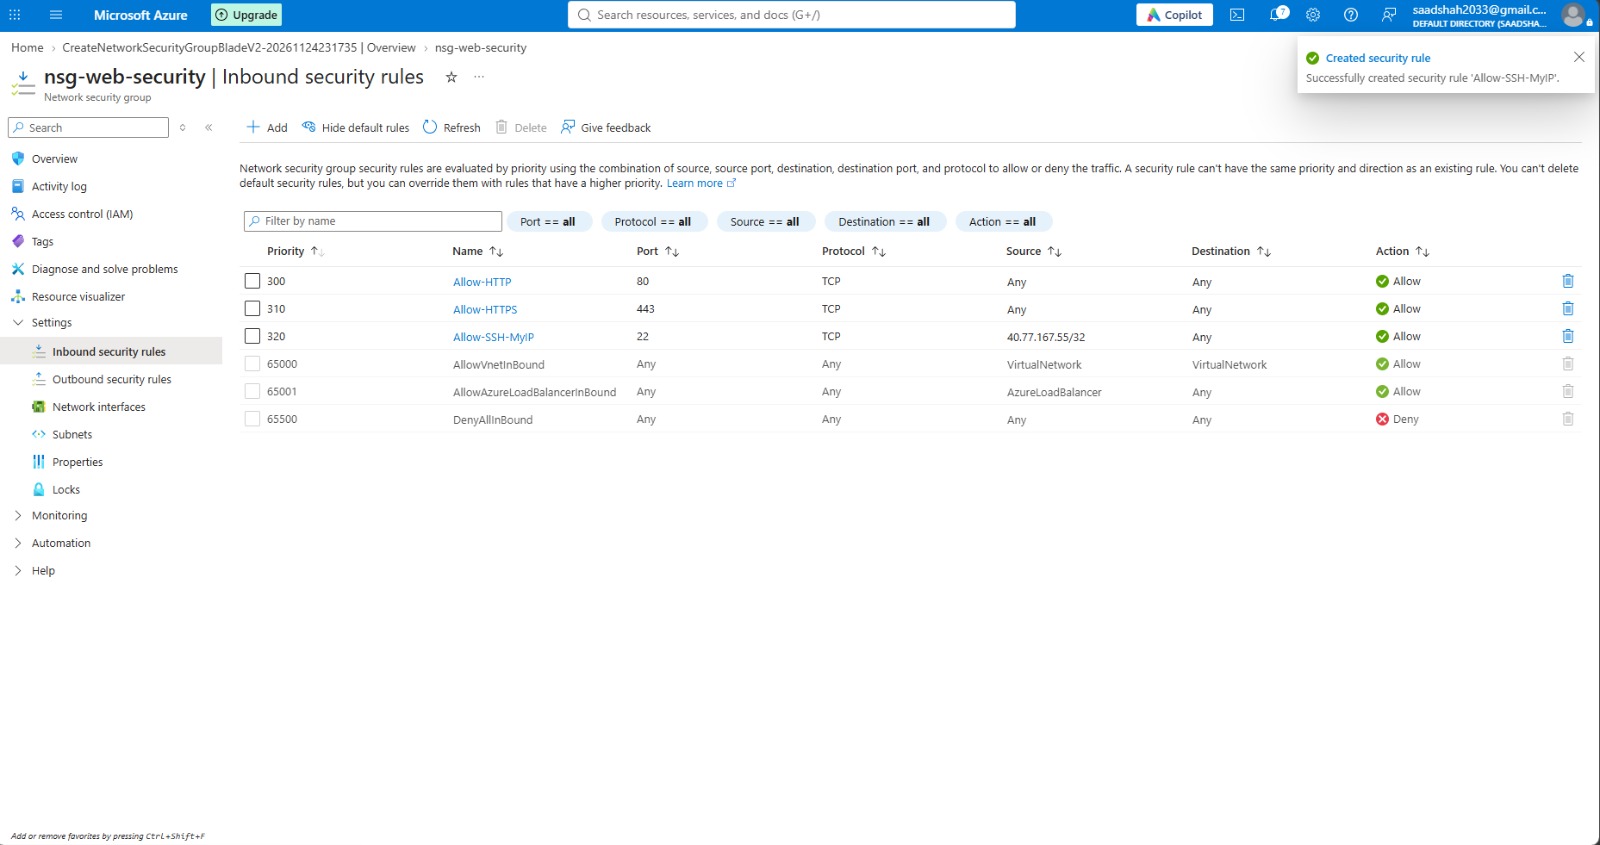 Microsoft Azure
Upgrade
Search resources, services, and docs (G+/)
Copilot
7
saadshah2033@gmail.c...
DEFAULT DIRECTORY (SAADSHA...
Home › CreateNetworkSecurityGroupBladeV2-20261124231735 | Overview › nsg-web-security
Created security rule
Successfully created security rule 'Allow-SSH-MyIP'.
nsg-web-security | Inbound security rules
Network security group
Search
Add Hide default rules Refresh Delete Give feedback
Overview
Activity log
Access control (IAM)
Tags
Diagnose and solve problems
Resource visualizer
Settings
Inbound security rules
Outbound security rules
Network interfaces
Subnets
Properties
Locks
Monitoring
Automation
Help
Network security group security rules are evaluated by priority using the combination of source, source port, destination, destination port, and protocol to allow or deny the traffic. A security rule can't have the same priority and direction as an existing rule. You can't delete
default security rules, but you can override them with rules that have a higher priority. Learn more
Filter by name Port == all Protocol == all Source == all Destination == all Action == all
Priority Name Port Protocol Source Destination Action
300 Allow-HTTP 80 TCP Any Any Allow
310 Allow-HTTPS 443 TCP Any Any Allow
320 Allow-SSH-MyIP 22 TCP 40.77.167.55/32 Any Allow
65000 AllowVnetInBound Any Any VirtualNetwork VirtualNetwork Allow
65001 AllowAzureLoadBalancerInBound Any Any AzureLoadBalancer Any Allow
65500 DenyAllInBound Any Any Any Any Deny
Add or remove favorites by pressing Ctrl+Shift+F